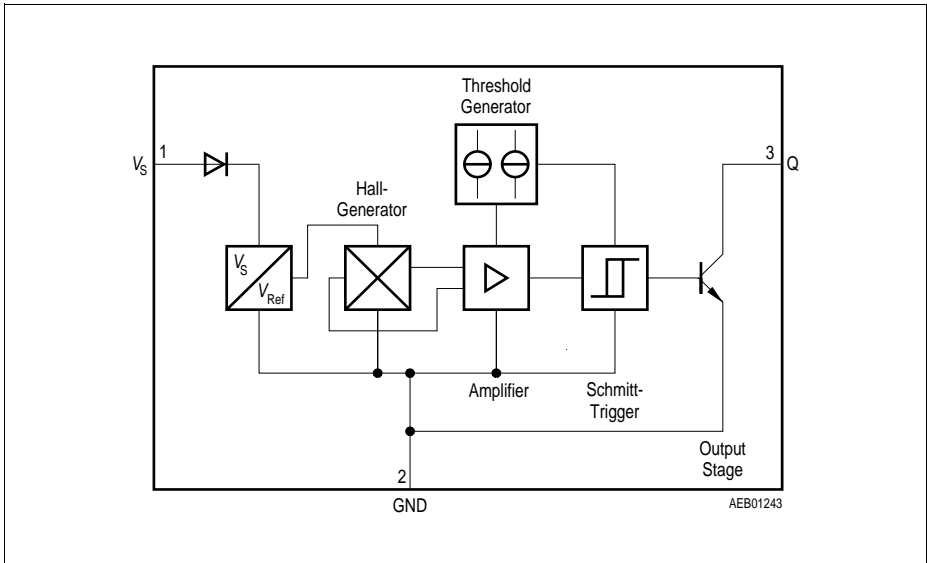 Threshold
Generator
1
3
V_S
Q
Hall-
Generator
V_S
V_Ref
Amplifier
Schmitt-
Trigger
Output
Stage
2
GND
AEB01243